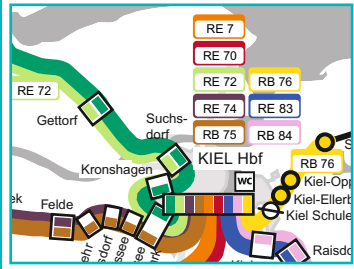 RE 7
RE 70
RE 72 RB 76
RE 74 RE 83
RB 75 RB 84
RE 72
Gettorf
Suchs-
dorf
KIEL Hbf
Kronshagen
WC
RB 76
Kiel-Opp
Kiel-Ellerb
Kiel Schule
Felde
Raisdo